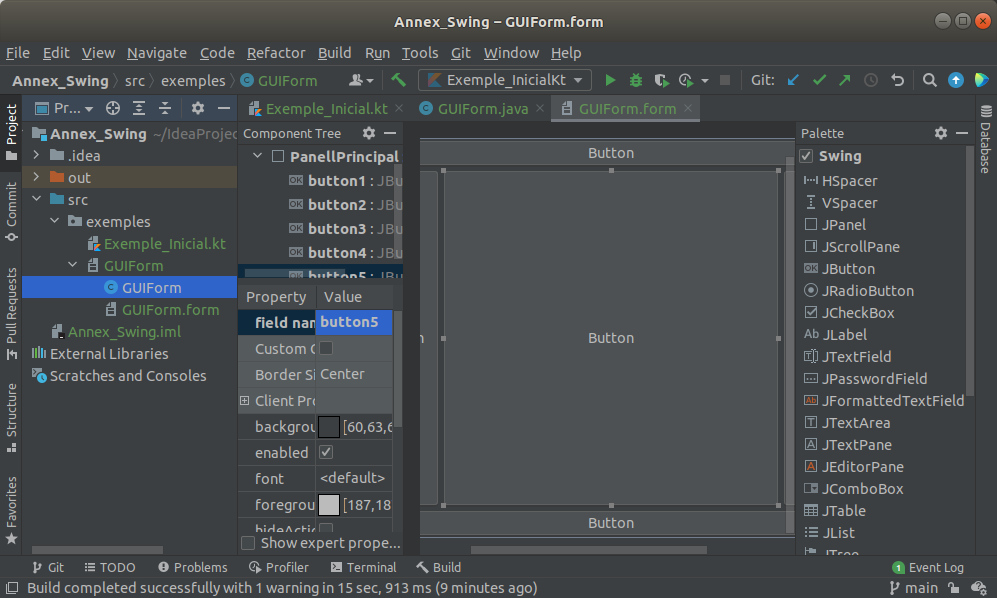 Annex_Swing – GUIForm.form
File Edit View Navigate Code Refactor Build Run Tools Git Window Help
Annex_Swing src exemples GUIForm Exemple_InicialKt Git:
Project
Commit
Pull Requests
Structure
Favorites
Pr...
Annex_Swing ~/IdeaProjec
.idea
out
src
exemples
Exemple_Inicial.kt
GUIForm
GUIForm
GUIForm.form
Annex_Swing.iml
External Libraries
Scratches and Consoles
Exemple_Inicial.kt GUIForm.java GUIForm.form
Component Tree
PanellPrincipal
button1 : JBu
button2 : JBu
button3 : JBu
button4 : JBu
button5 : JBu
Property Value
field nam button5
Custom C
Border Si Center
Client Pro
backgrou [60,63,6
enabled
font <default>
foregrou [187,18
hideActi
Show expert prope...
Button
n
Button
Button
Palette
Swing
HSpacer
VSpacer
JPanel
JScrollPane
OK JButton
JRadioButton
JCheckBox
Ab JLabel
JTextField
JPasswordField
JFormattedTextField
JTextArea
JTextPane
JEditorPane
JComboBox
JTable
JList
JTree
Database
Git TODO Problems Profiler Terminal Build 1 Event Log
Build completed successfully with 1 warning in 15 sec, 913 ms (9 minutes ago) main